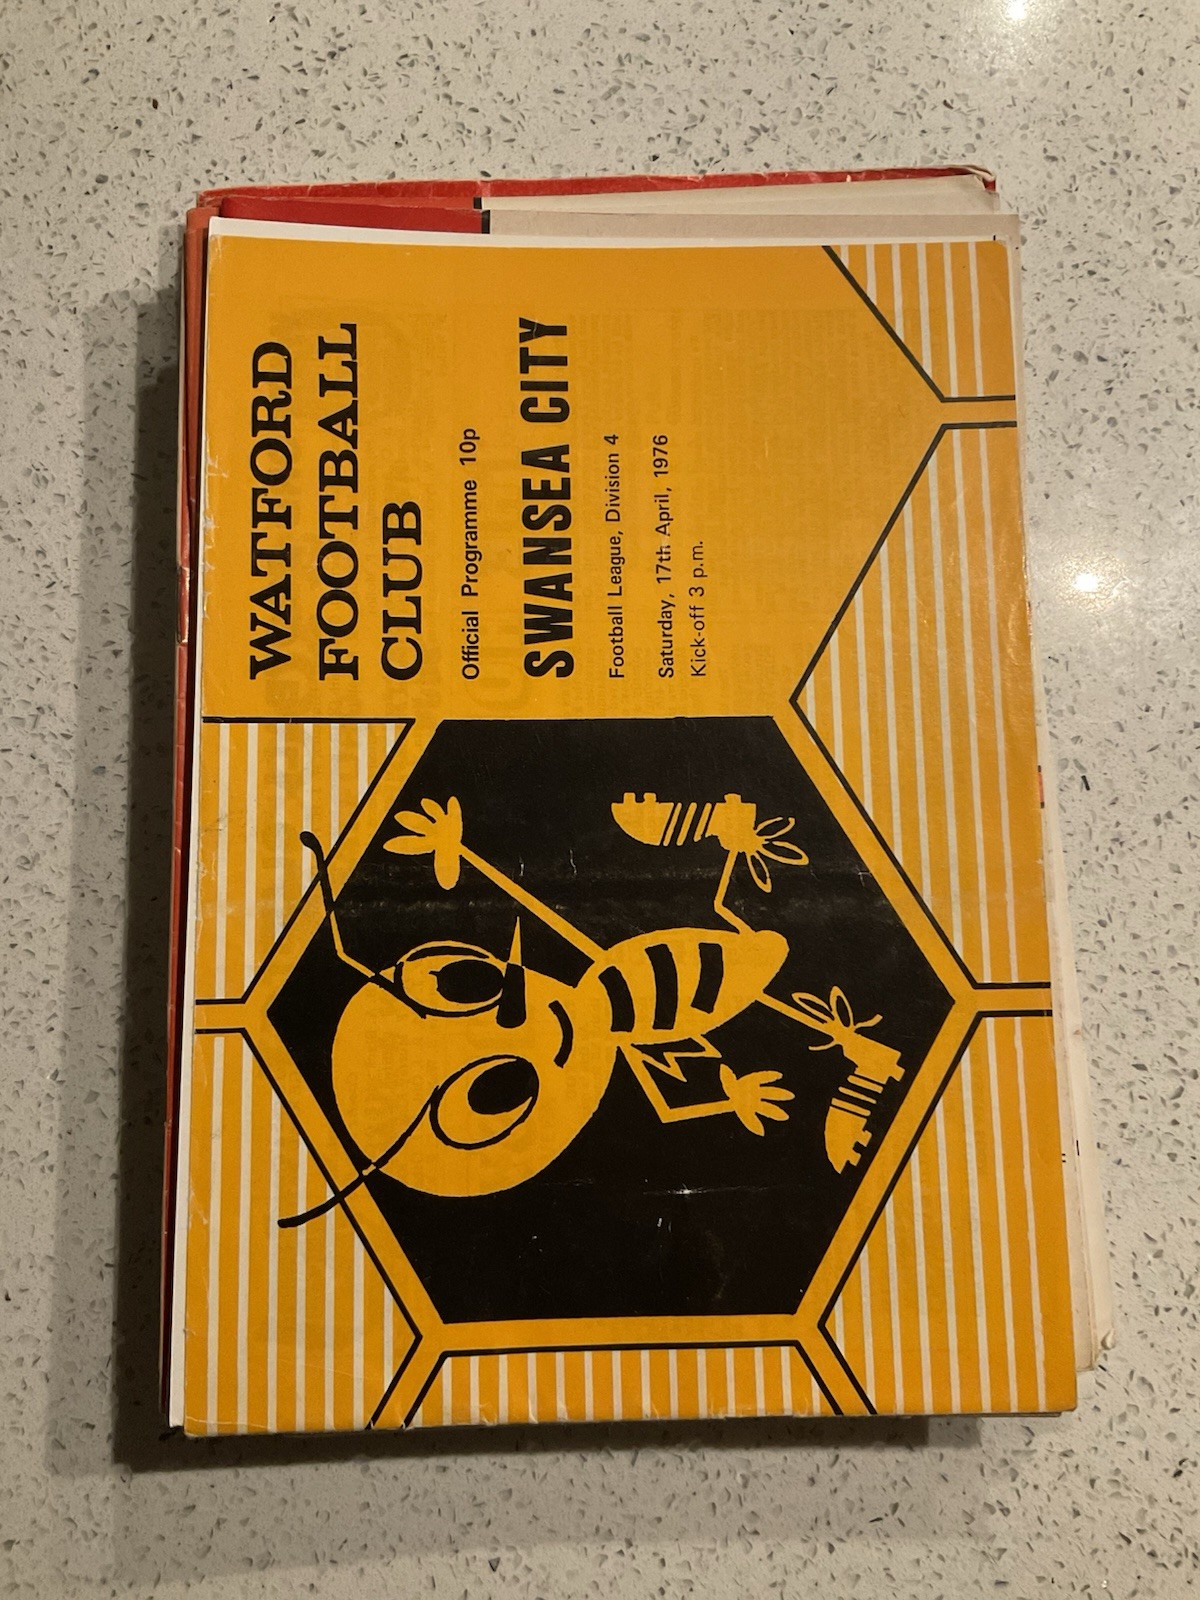 WATFORD
FOOTBALL
CLUB
Official Programme 10p
SWANSEA CITY
Football League, Division 4
Saturday, 17th April, 1976
Kick-off 3 p.m.